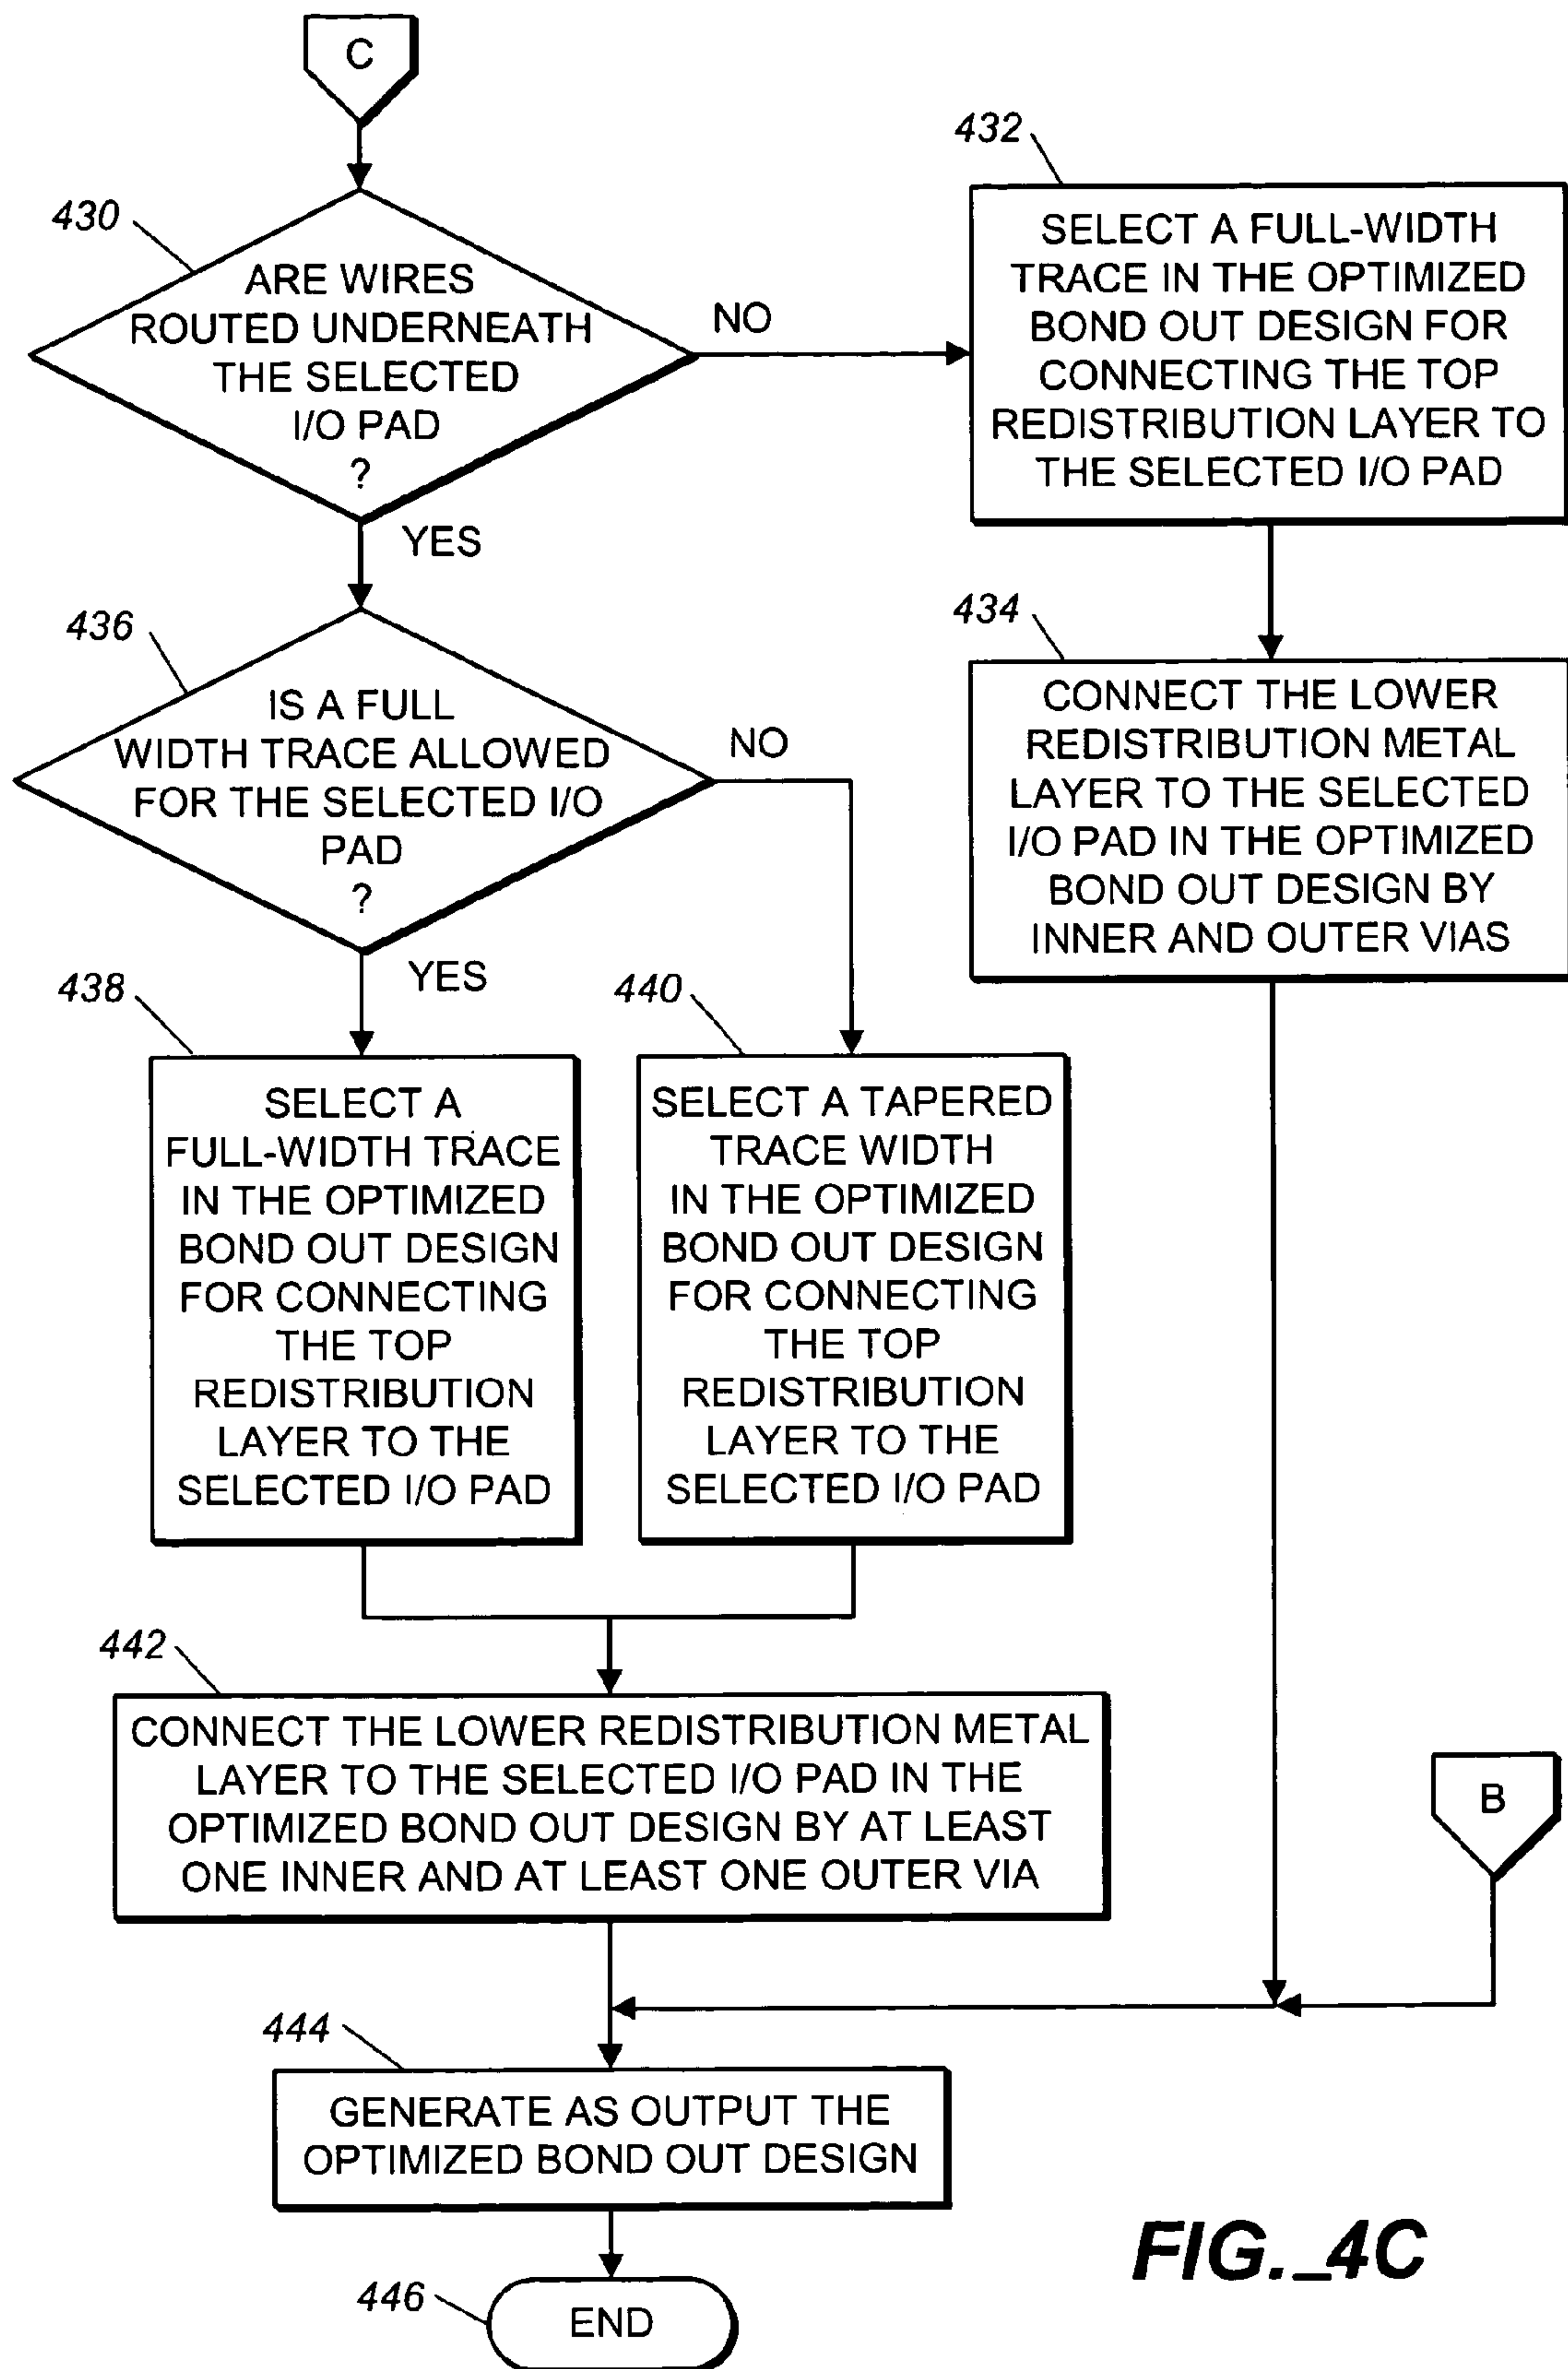 C
430
ARE WIRES
ROUTED UNDERNEATH
THE SELECTED
I/O PAD
?
NO
YES
432
SELECT A FULL-WIDTH
TRACE IN THE OPTIMIZED
BOND OUT DESIGN FOR
CONNECTING THE TOP
REDISTRIBUTION LAYER TO
THE SELECTED I/O PAD
434
CONNECT THE LOWER
REDISTRIBUTION METAL
LAYER TO THE SELECTED
I/O PAD IN THE OPTIMIZED
BOND OUT DESIGN BY
INNER AND OUTER VIAS
436
IS A FULL
WIDTH TRACE ALLOWED
FOR THE SELECTED I/O
PAD
?
NO
YES
438
SELECT A
FULL-WIDTH TRACE
IN THE OPTIMIZED
BOND OUT DESIGN
FOR CONNECTING
THE TOP
REDISTRIBUTION
LAYER TO THE
SELECTED I/O PAD
440
SELECT A TAPERED
TRACE WIDTH
IN THE OPTIMIZED
BOND OUT DESIGN
FOR CONNECTING
THE TOP
REDISTRIBUTION
LAYER TO THE
SELECTED I/O PAD
442
CONNECT THE LOWER REDISTRIBUTION METAL
LAYER TO THE SELECTED I/O PAD IN THE
OPTIMIZED BOND OUT DESIGN BY AT LEAST
ONE INNER AND AT LEAST ONE OUTER VIA
B
444
GENERATE AS OUTPUT THE
OPTIMIZED BOND OUT DESIGN
446
END
FIG._4C